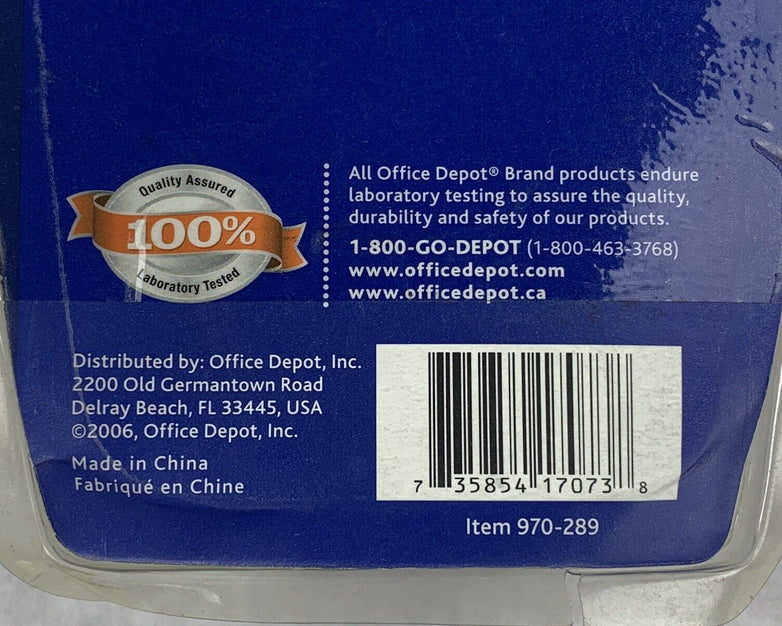 Quality Assured
100%
Laboratory Tested
All Office Depot® Brand products endure
laboratory testing to assure the quality,
durability and safety of our products.
1-800-GO-DEPOT (1-800-463-3768)
www.officedepot.com
www.officedepot.ca
Distributed by: Office Depot, Inc.
2200 Old Germantown Road
Delray Beach, FL 33445, USA
©2006, Office Depot, Inc.
Made in China
Fabriqué en Chine
7 35854 17073 8
Item 970-289